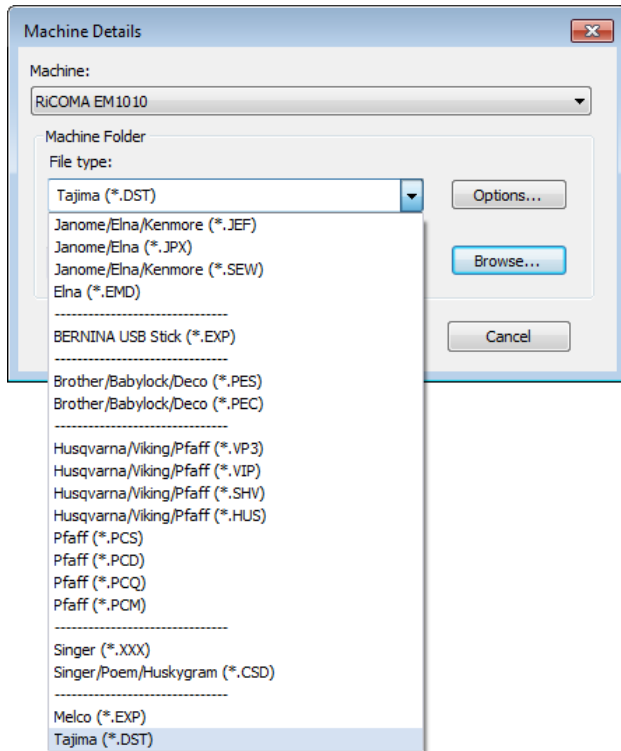 Machine Details
Machine:
RiCOMA EM1010
Machine Folder
File type:
Tajima (*.DST)
Options...
Janome/Elna/Kenmore (*.JEF)
Janome/Elna (*.JPX)
Janome/Elna/Kenmore (*.SEW)
Browse...
Elna (*.EMD)
-------------------------------
BERNINA USB Stick (*.EXP)
Cancel
-------------------------------
Brother/Babylock/Deco (*.PES)
Brother/Babylock/Deco (*.PEC)
-------------------------------
Husqvarna/Viking/Pfaff (*.VP3)
Husqvarna/Viking/Pfaff (*.VIP)
Husqvarna/Viking/Pfaff (*.SHV)
Husqvarna/Viking/Pfaff (*.HUS)
Pfaff (*.PCS)
Pfaff (*.PCD)
Pfaff (*.PCQ)
Pfaff (*.PCM)
-------------------------------
Singer (*.XXX)
Singer/Poem/Huskygram (*.CSD)
-------------------------------
Melco (*.EXP)
Tajima (*.DST)